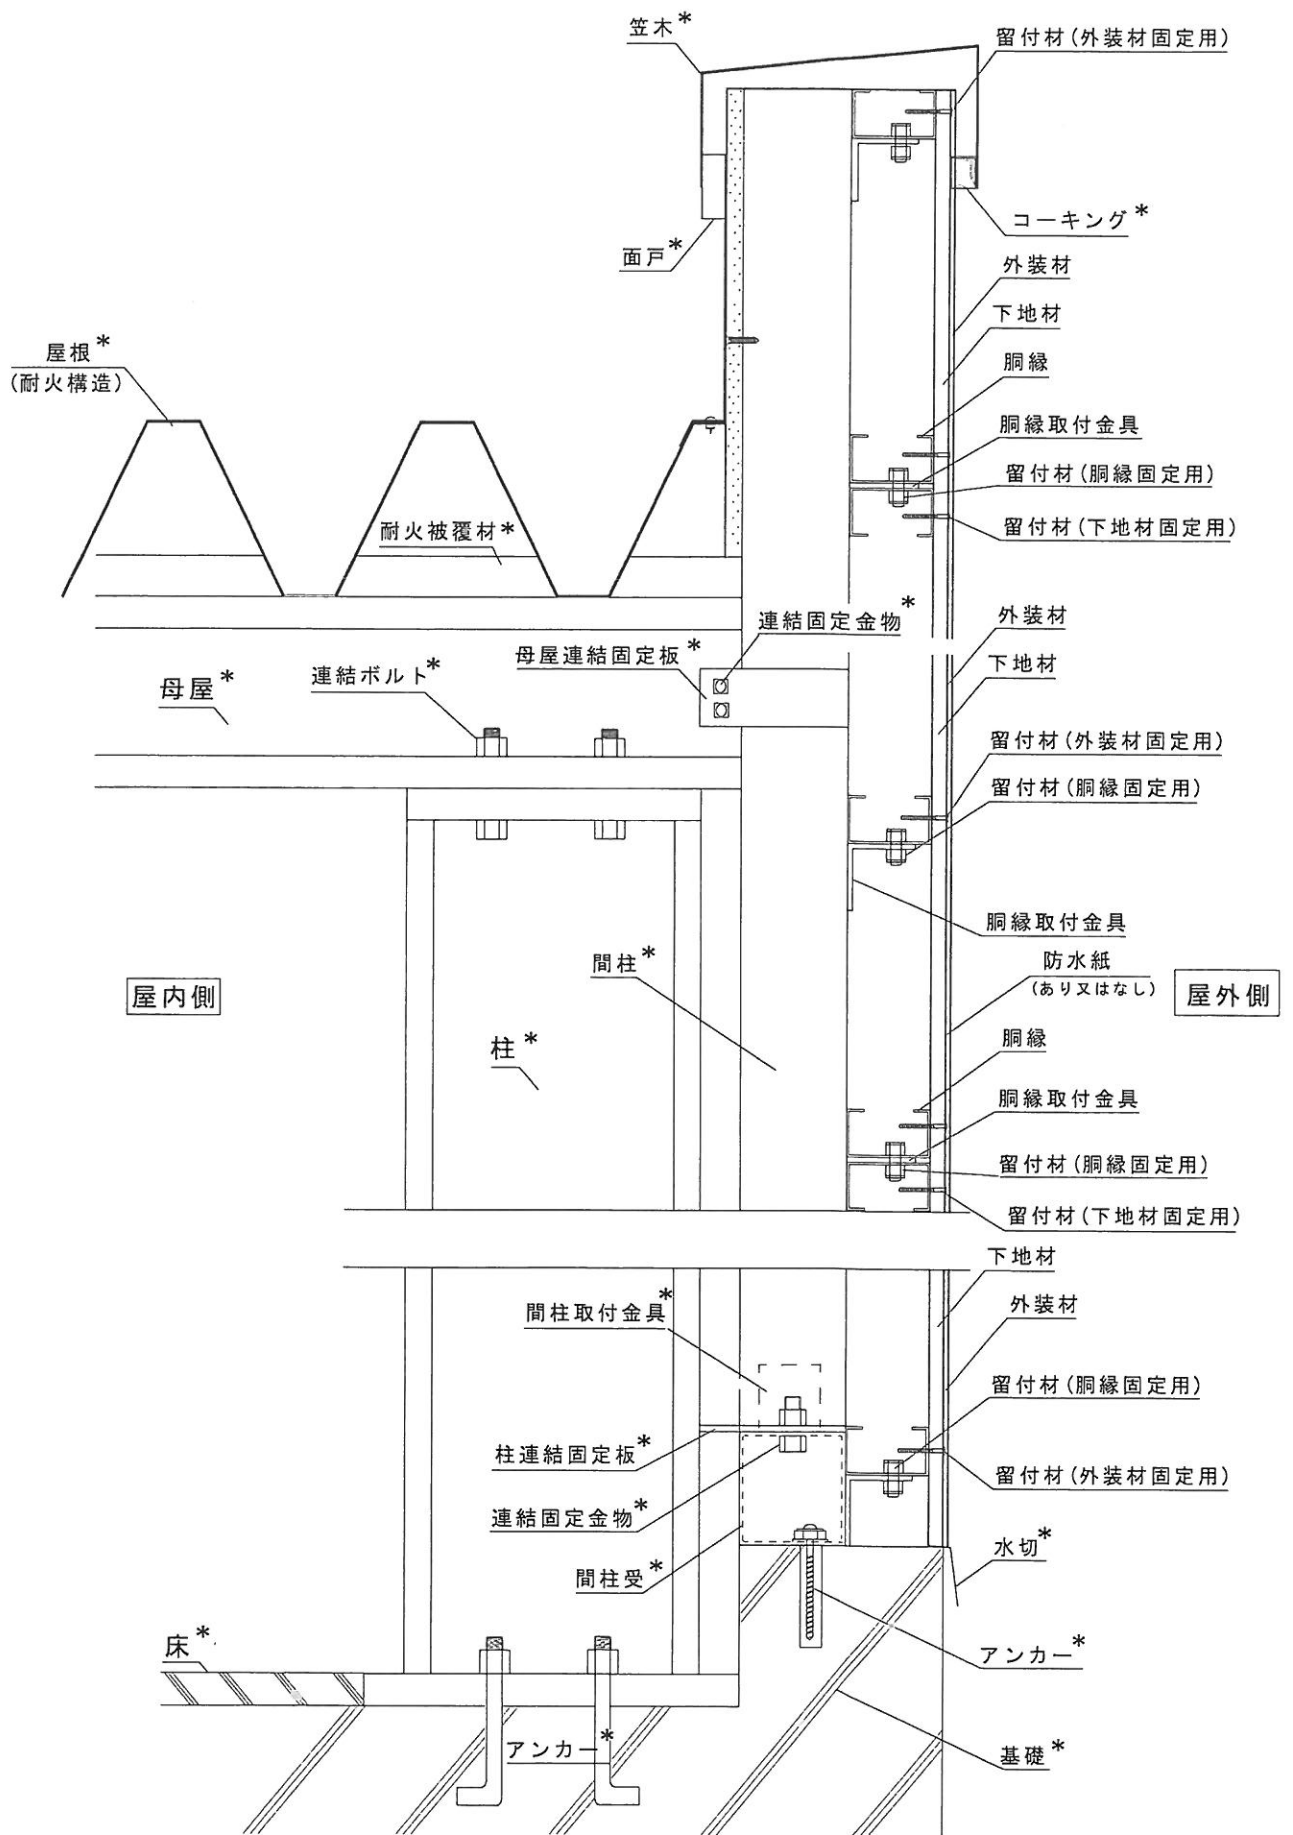 笠木*
留付材(外装材固定用)
コーキング*
面戸*
外装材
下地材
屋根*
(耐火構造)
胴縁
胴縁取付金具
留付材(胴縁固定用)
留付材(下地材固定用)
耐火被覆材*
連結固定金物*
外装材
母屋連結固定板*
下地材
連結ボルト*
母屋*
留付材(外装材固定用)
留付材(胴縁固定用)
胴縁取付金具
間柱*
防水紙
(あり又はなし)
屋内側
屋外側
柱*
胴縁
胴縁取付金具
留付材(胴縁固定用)
留付材(下地材固定用)
下地材
間柱取付金具*
外装材
留付材(胴縁固定用)
柱連結固定板*
留付材(外装材固定用)
連結固定金物*
水切*
間柱受*
床*
アンカー*
アンカー*
基礎*